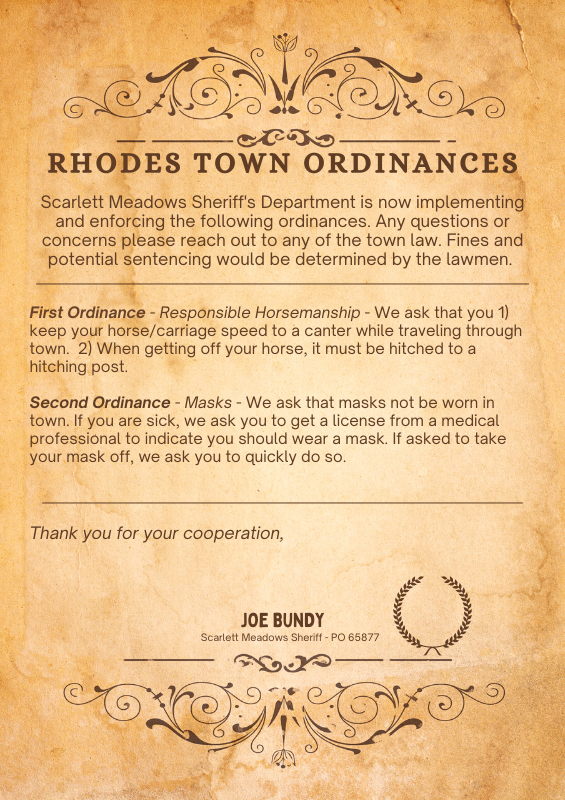 RHODES TOWN ORDINANCES
Scarlett Meadows Sheriff's Department is now implementing
and enforcing the following ordinances. Any questions or
concerns please reach out to any of the town law. Fines and
potential sentencing would be determined by the lawmen.
First Ordinance - Responsible Horsemanship - We ask that you 1)
keep your horse/carriage speed to a canter while traveling through
town.  2) When getting off your horse, it must be hitched to a
hitching post.
Second Ordinance - Masks - We ask that masks not be worn in
town. If you are sick, we ask you to get a license from a medical
professional to indicate you should wear a mask. If asked to take
your mask off, we ask you to quickly do so.
Thank you for your cooperation,
JOE BUNDY
Scarlett Meadows Sheriff - PO 65877